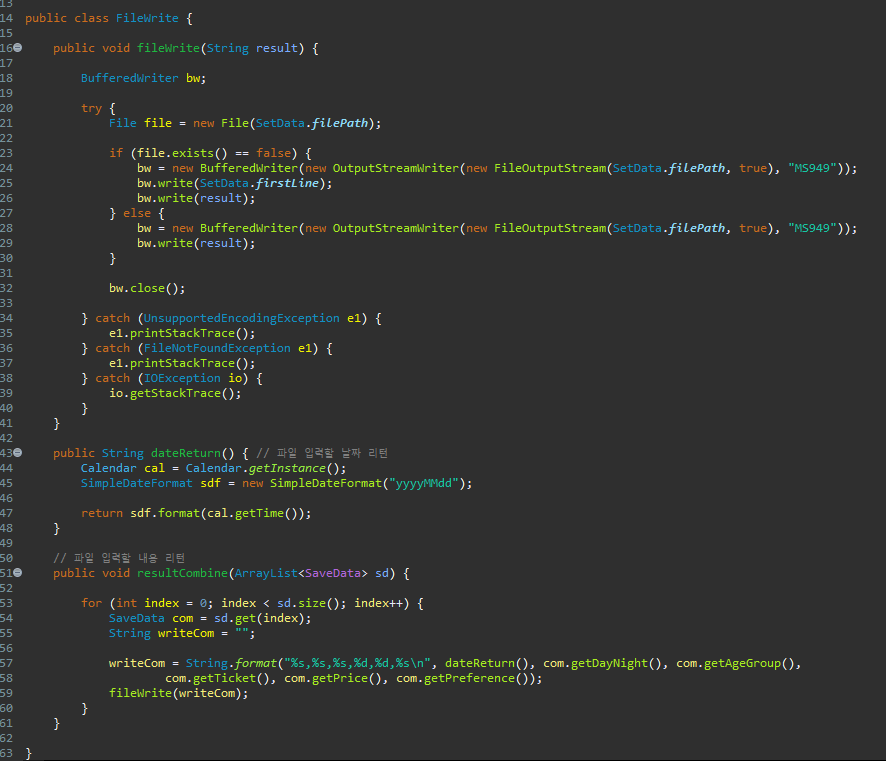 13
14 public class FileWrite {
15
16 public void fileWrite(String result) {
17
18 BufferedWriter bw;
19
20 try {
21 File file = new File(SetData.filePath);
22
23 if (file.exists() == false) {
24 bw = new BufferedWriter(new OutputStreamWriter(new FileOutputStream(SetData.filePath, true), "MS949"));
25 bw.write(SetData.firstLine);
26 bw.write(result);
27 } else {
28 bw = new BufferedWriter(new OutputStreamWriter(new FileOutputStream(SetData.filePath, true), "MS949"));
29 bw.write(result);
30 }
31
32 bw.close();
33
34 } catch (UnsupportedEncodingException e1) {
35 e1.printStackTrace();
36 } catch (FileNotFoundException e1) {
37 e1.printStackTrace();
38 } catch (IOException io) {
39 io.getStackTrace();
40 }
41 }
42
43 public String dateReturn() { // 파일 입력할 날짜 리턴
44 Calendar cal = Calendar.getInstance();
45 SimpleDateFormat sdf = new SimpleDateFormat("yyyyMMdd");
46
47 return sdf.format(cal.getTime());
48 }
49
50 // 파일 입력할 내용 리턴
51 public void resultCombine(ArrayList<SaveData> sd) {
52
53 for (int index = 0; index < sd.size(); index++) {
54 SaveData com = sd.get(index);
55 String writeCom = "";
56
57 writeCom = String.format("%s,%s,%s,%d,%d,%s\n", dateReturn(), com.getDayNight(), com.getAgeGroup(),
58 com.getTicket(), com.getPrice(), com.getPreference());
59 fileWrite(writeCom);
60 }
61 }
62
63 }